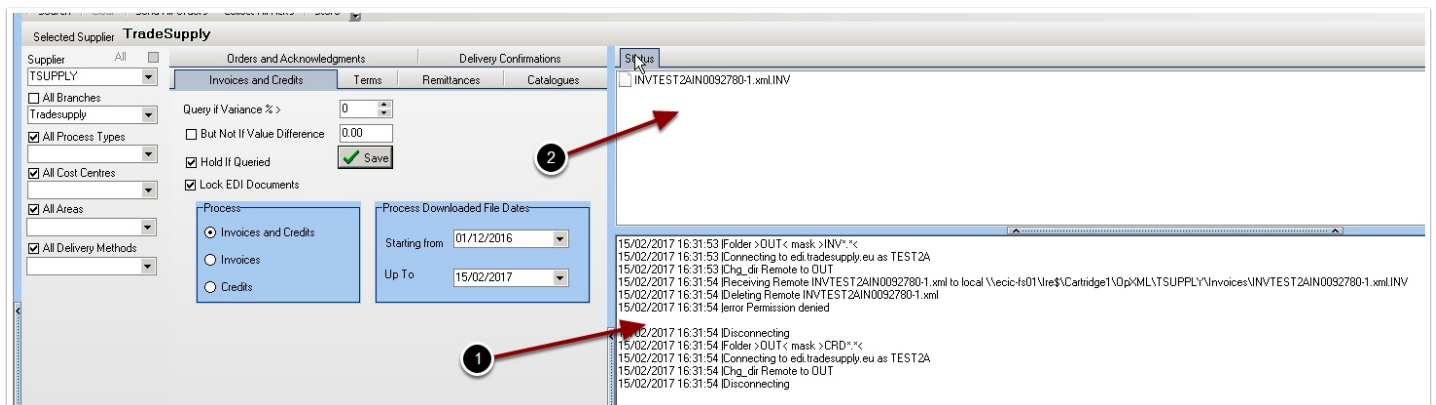 Selected Supplier TradeSupply
Supplier All
TSUPPLY
All Branches
Tradesupply
All Process Types
All Cost Centres
All Areas
All Delivery Methods
Orders and Acknowledgments Delivery Confirmations
Invoices and Credits Terms Remittances Catalogues
Query if Variance % > 0
But Not If Value Difference 0.00
Hold If Queried Save
Lock EDI Documents
Process
Invoices and Credits
Invoices
Credits
Process Downloaded File Dates
Starting from 01/12/2016
Up To 15/02/2017
Status
INVTEST2AIN0092780-1.xml.INV
2
15/02/2017 16:31:53 |Folder >OUT< mask >INV*.*<
15/02/2017 16:31:53 |Connecting to edi.tradesupply.eu as TEST2A
15/02/2017 16:31:53 |Chg_dir Remote to OUT
15/02/2017 16:31:54 |Receiving Remote INVTEST2AIN0092780-1.xml to local \\ecic-fs01\Ire$\Cartridge1\OpXML\TSUPPLY\Invoices\INVTEST2AIN0092780-1.xml.INV
15/02/2017 16:31:54 |Deleting Remote INVTEST2AIN0092780-1.xml
15/02/2017 16:31:54 |error Permission denied
15/02/2017 16:31:54 |Disconnecting
15/02/2017 16:31:54 |Folder >OUT< mask >CRD*.*<
15/02/2017 16:31:54 |Connecting to edi.tradesupply.eu as TEST2A
15/02/2017 16:31:54 |Chg_dir Remote to OUT
15/02/2017 16:31:54 |Disconnecting
1